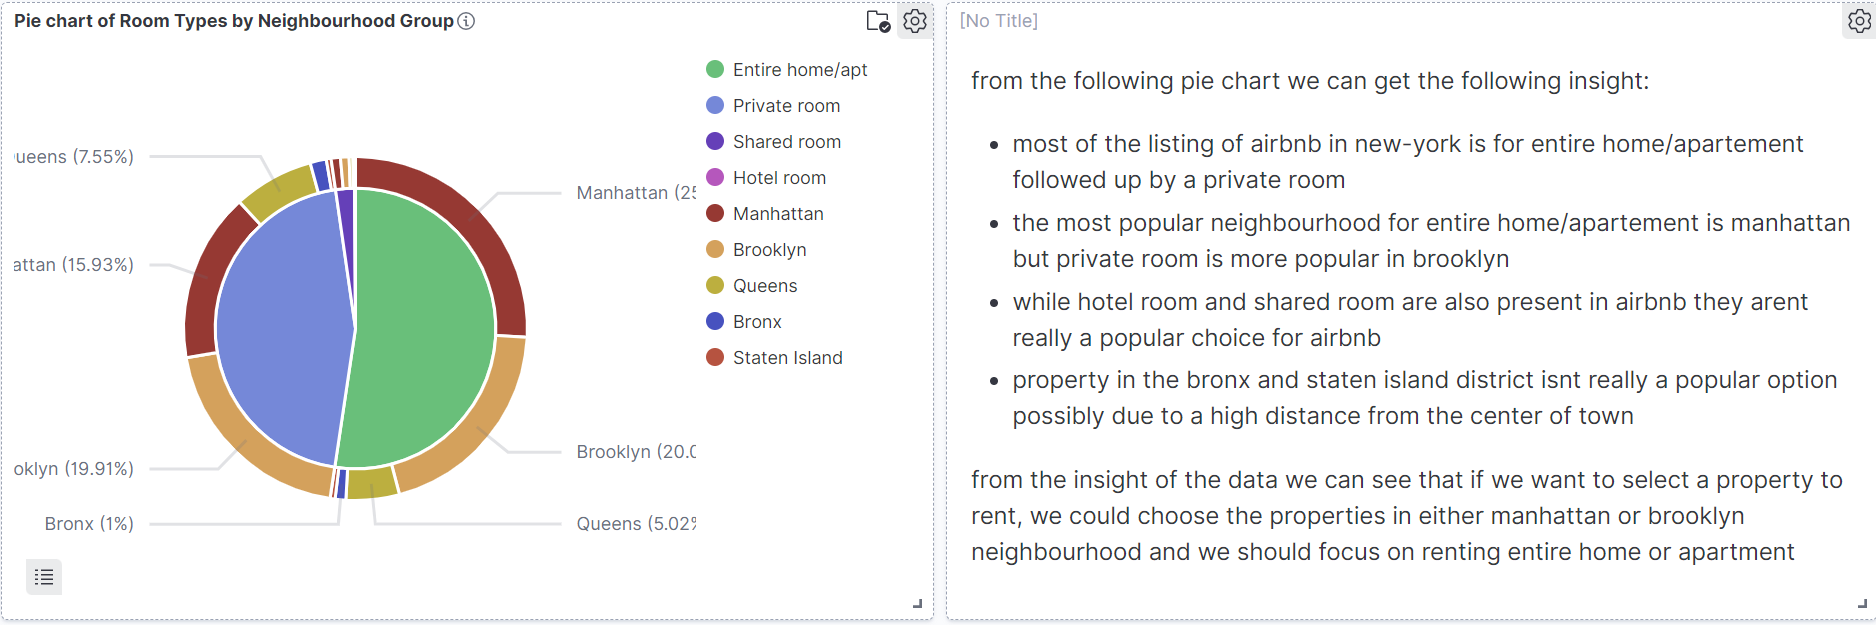 Pie chart of Room Types by Neighbourhood Group
[No Title]
Entire home/apt
Private room
Shared room
Hotel room
Manhattan
Brooklyn
Queens
Bronx
Staten Island
ueens (7.55%)
attan (15.93%)
oklyn (19.91%)
Bronx (1%)
Manhattan (25
Brooklyn (20.0
Queens (5.02%
from the following pie chart we can get the following insight:
• most of the listing of airbnb in new-york is for entire home/apartement
followed up by a private room
• the most popular neighbourhood for entire home/apartement is manhattan
but private room is more popular in brooklyn
• while hotel room and shared room are also present in airbnb they arent
really a popular choice for airbnb
• property in the bronx and staten island district isnt really a popular option
possibly due to a high distance from the center of town
from the insight of the data we can see that if we want to select a property to
rent, we could choose the properties in either manhattan or brooklyn
neighbourhood and we should focus on renting entire home or apartment